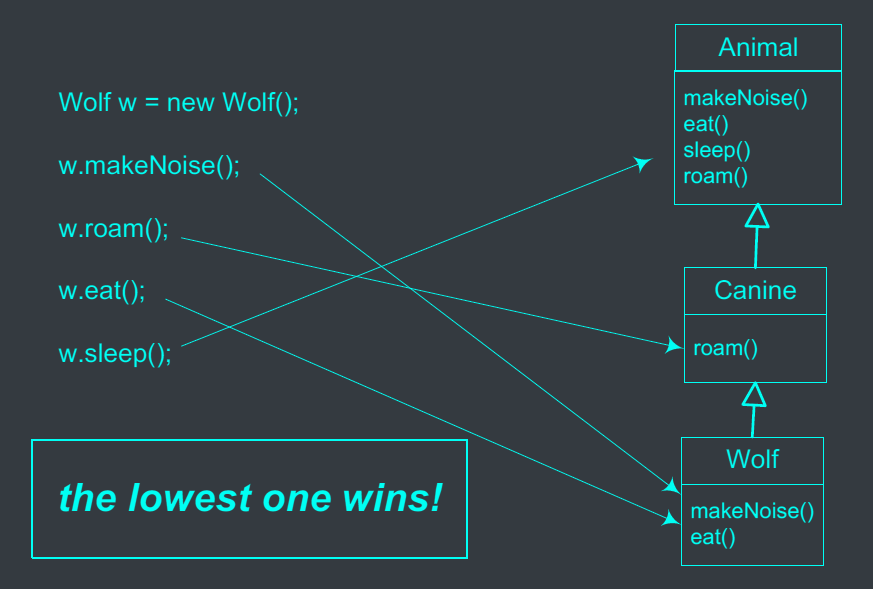 Wolf w = new Wolf();
w.makeNoise();
w.roam();
w.eat();
w.sleep();
the lowest one wins!
Animal
makeNoise()
eat()
sleep()
roam()
Canine
roam()
Wolf
makeNoise()
eat()